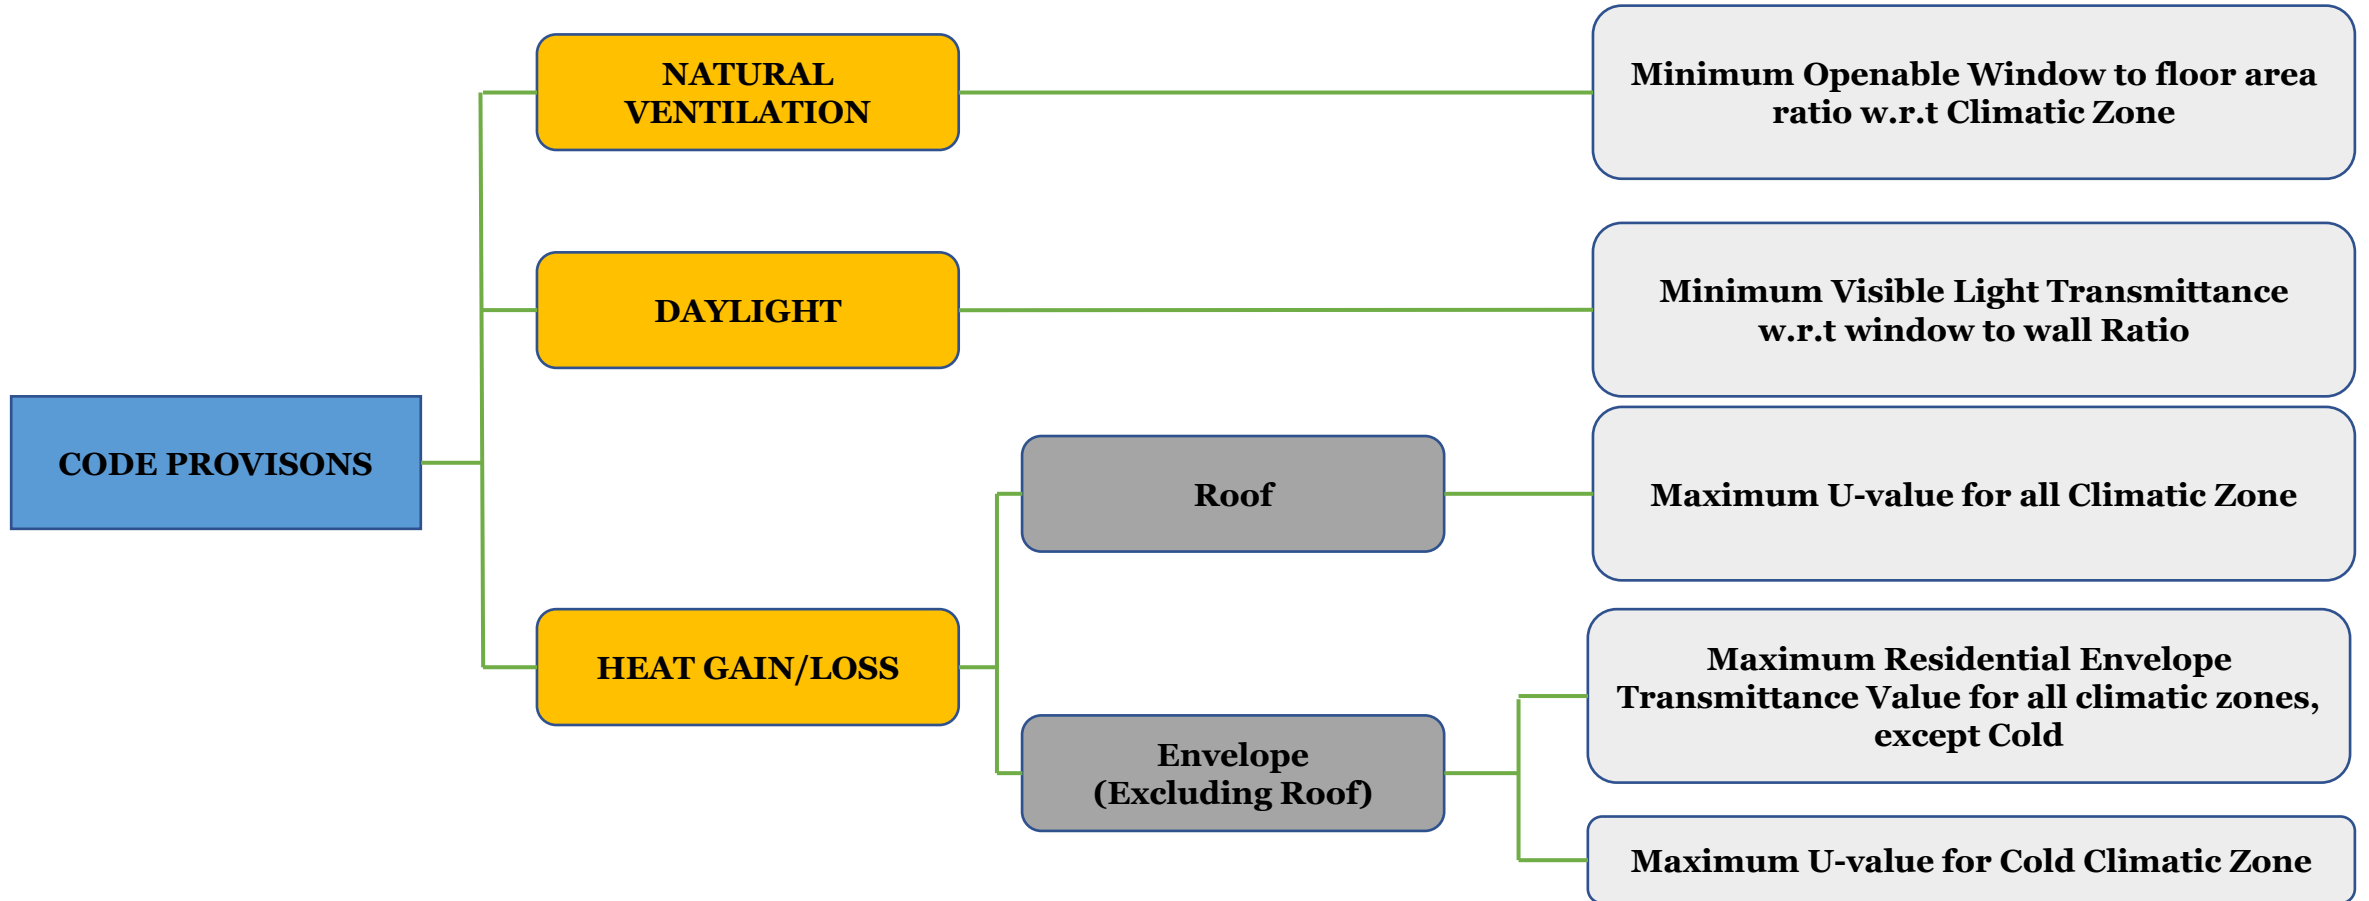 NATURAL
VENTILATION
Minimum Openable Window to floor area
ratio w.r.t Climatic Zone
DAYLIGHT
Minimum Visible Light Transmittance
w.r.t window to wall Ratio
CODE PROVISONS
Roof
Maximum U-value for all Climatic Zone
HEAT GAIN/LOSS
Maximum Residential Envelope
Transmittance Value for all climatic zones,
except Cold
Envelope
(Excluding Roof)
Maximum U-value for Cold Climatic Zone